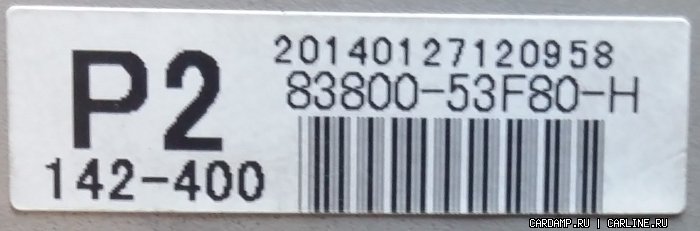 P2
142-400
20140127120958
83800-53F80-H
CARDAMP.RU | CARLINE.RU